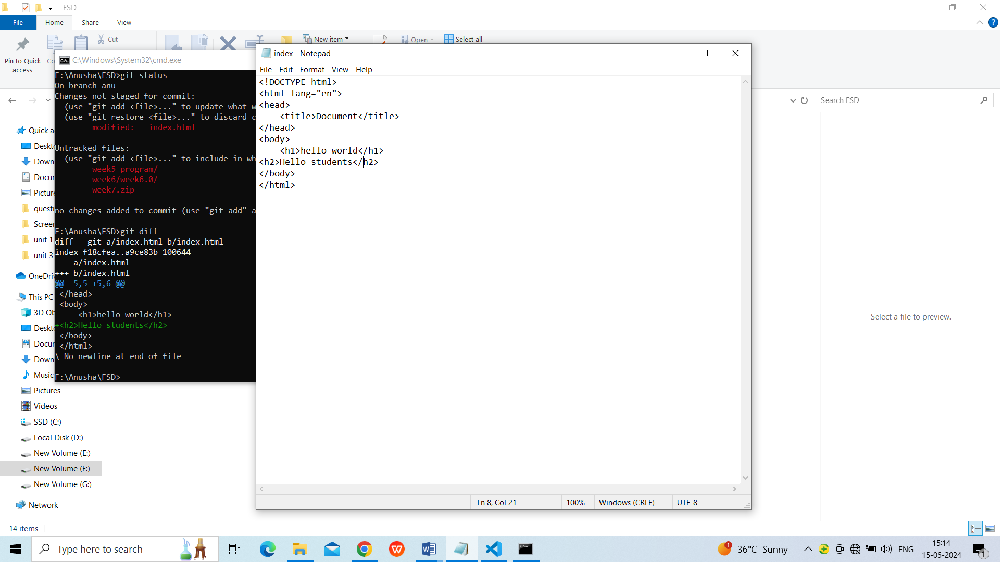 FSD
File Home Share View
Pin to Quick access
Cut
New item
Open
Select all
Search FSD
Quick a
Deskt
Down
Docur
Picture
questi
Screer
unit 1
unit 3
OneDri
This PC
3D Ob
Deskt
Docur
Down
Music
Pictures
Videos
SSD (C:)
Local Disk (D:)
New Volume (E:)
New Volume (F:)
New Volume (G:)
Network
14 items
C:\Windows\System32\cmd.exe
F:\Anusha\FSD>git status
On branch anu
Changes not staged for commit:
(use "git add <file>..." to update what w
(use "git restore <file>..." to discard c
modified: index.html
Untracked files:
(use "git add <file>..." to include in wh
week5 program/
week6/week6.0/
week7.zip
no changes added to commit (use "git add" a
F:\Anusha\FSD>git diff
diff --git a/index.html b/index.html
index f18cfea..a9ce83b 100644
--- a/index.html
+++ b/index.html
@@ -5,5 +5,6 @@
</head>
<body>
<h1>hello world</h1>
+<h2>Hello students</h2>
</body>
</html>
\ No newline at end of file
F:\Anusha\FSD>
index - Notepad
File Edit Format View Help
<!DOCTYPE html>
<html lang="en">
<head>
<title>Document</title>
</head>
<body>
<h1>hello world</h1>
<h2>Hello students</h2>
</body>
</html>
Ln 8, Col 21 100% Windows (CRLF) UTF-8
Select a file to preview.
Type here to search
36°C Sunny
ENG
15:14
15-05-2024
1